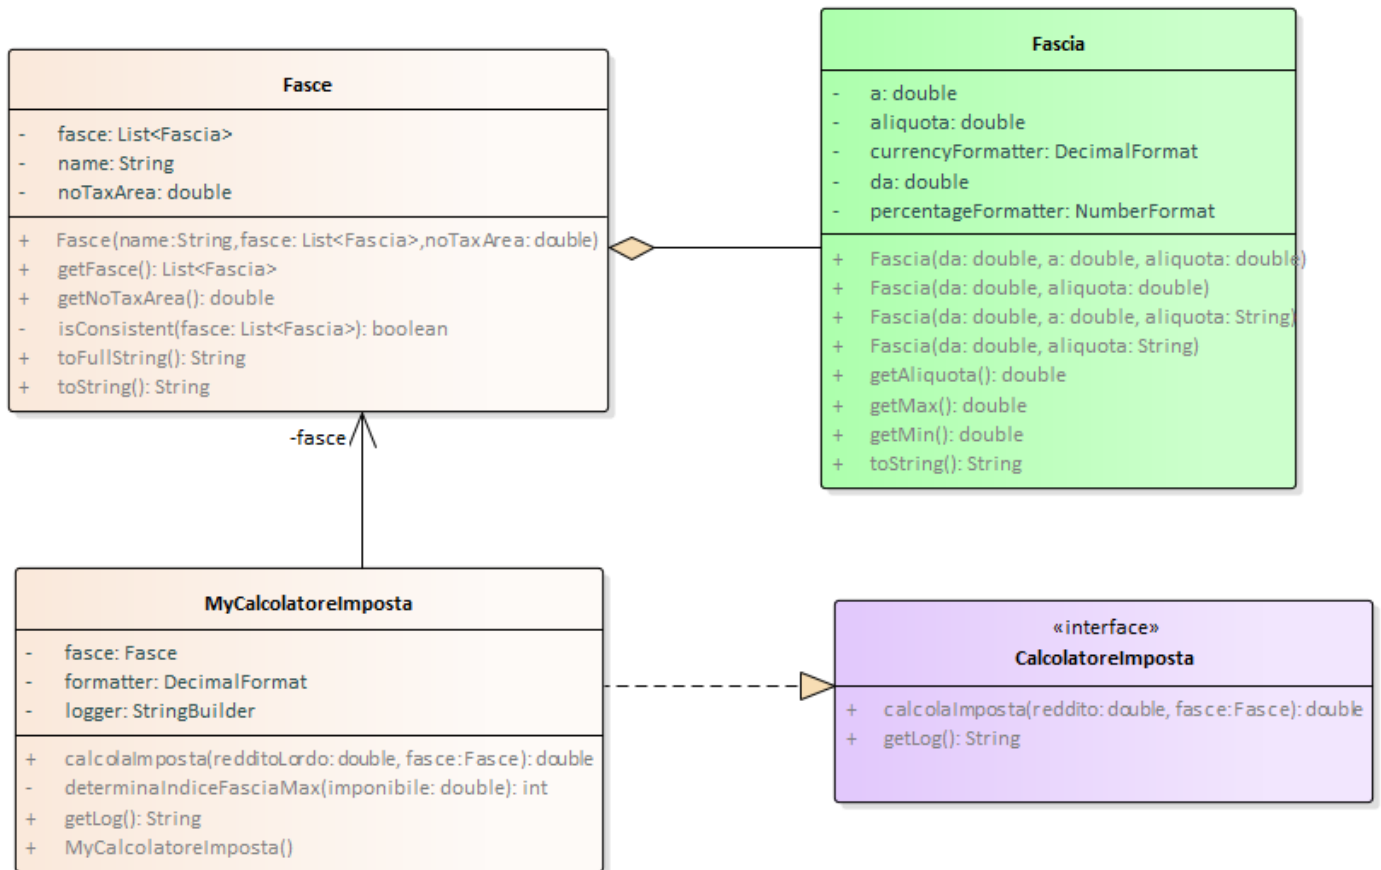 Fasce
- fasce: List<Fascia>
- name: String
- noTaxArea: double
+ Fasce(name:String,fasce: List<Fascia>,noTaxArea: double)
+ getFasce(): List<Fascia>
+ getNoTaxArea(): double
- isConsistent(fasce: List<Fascia>): boolean
+ toFullString(): String
+ toString(): String
Fascia
- a: double
- aliquota: double
- currencyFormatter: DecimalFormat
- da: double
- percentageFormatter: NumberFormat
+ Fascia(da: double, a: double, aliquota: double)
+ Fascia(da: double, aliquota: double)
+ Fascia(da: double, a: double, aliquota: String)
+ Fascia(da: double, aliquota: String)
+ getAliquota(): double
+ getMax(): double
+ getMin(): double
+ toString(): String
-fasce
MyCalcolatoreImposta
- fasce: Fasce
- formatter: DecimalFormat
- logger: StringBuilder
+ calcolaImposta(redditoLordo: double, fasce:Fasce): double
- determinaIndiceFasciaMax(imponibile: double): int
+ getLog(): String
+ MyCalcolatoreImposta()
«interface»
CalcolatoreImposta
+ calcolaImposta(reddito: double, fasce:Fasce): double
+ getLog(): String